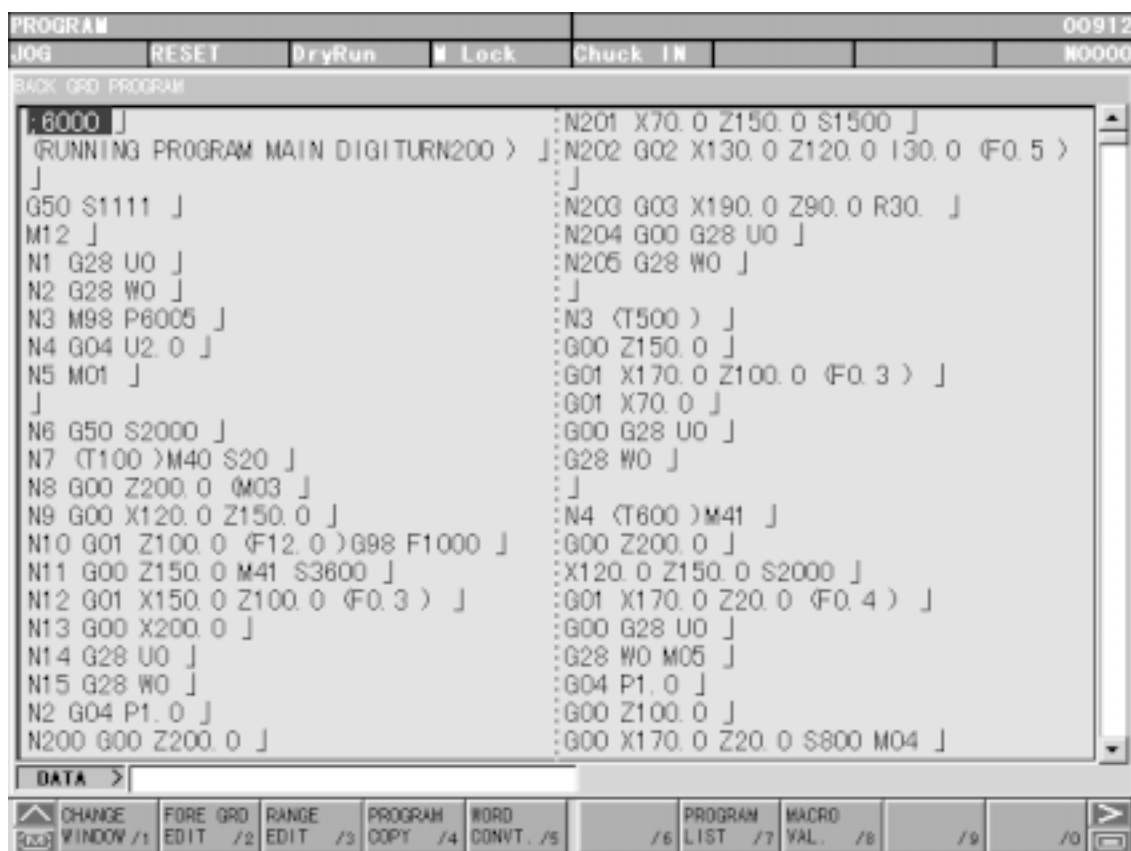 PROGRAM O0912
JOG RESET DryRun M Lock Chuck IN N0000
BACK GRD PROGRAM
:6000 ⌋
(RUNNING PROGRAM MAIN DIGITURN200 ) ⌋
⌋
G50 S1111 ⌋
M12 ⌋
N1 G28 U0 ⌋
N2 G28 W0 ⌋
N3 M98 P6005 ⌋
N4 G04 U2. 0 ⌋
N5 M01 ⌋
⌋
N6 G50 S2000 ⌋
N7 (T100 )M40 S20 ⌋
N8 G00 Z200. 0 (M03 ⌋
N9 G00 X120. 0 Z150. 0 ⌋
N10 G01 Z100. 0 (F12. 0 )G98 F1000 ⌋
N11 G00 Z150. 0 M41 S3600 ⌋
N12 G01 X150. 0 Z100. 0 (F0. 3 ) ⌋
N13 G00 X200. 0 ⌋
N14 G28 U0 ⌋
N15 G28 W0 ⌋
N2 G04 P1. 0 ⌋
N200 G00 Z200. 0 ⌋
N201 X70. 0 Z150. 0 S1500 ⌋
N202 G02 X130. 0 Z120. 0 I30. 0 (F0. 5 )
⌋
N203 G03 X190. 0 Z90. 0 R30. ⌋
N204 G00 G28 U0 ⌋
N205 G28 W0 ⌋
⌋
N3 (T500 ) ⌋
G00 Z150. 0 ⌋
G01 X170. 0 Z100. 0 (F0. 3 ) ⌋
G01 X70. 0 ⌋
G00 G28 U0 ⌋
G28 W0 ⌋
⌋
N4 (T600 )M41 ⌋
G00 Z200. 0 ⌋
X120. 0 Z150. 0 S2000 ⌋
G01 X170. 0 Z20. 0 (F0. 4 ) ⌋
G00 G28 U0 ⌋
G28 W0 M05 ⌋
G04 P1. 0 ⌋
G00 Z100. 0 ⌋
G00 X170. 0 Z20. 0 S800 M04 ⌋
DATA >
CHANGE WINDOW /1
FORE GRD EDIT /2
RANGE EDIT /3
PROGRAM COPY /4
WORD CONVT. /5
/6
PROGRAM LIST /7
MACRO VAL. /8
/9
/0